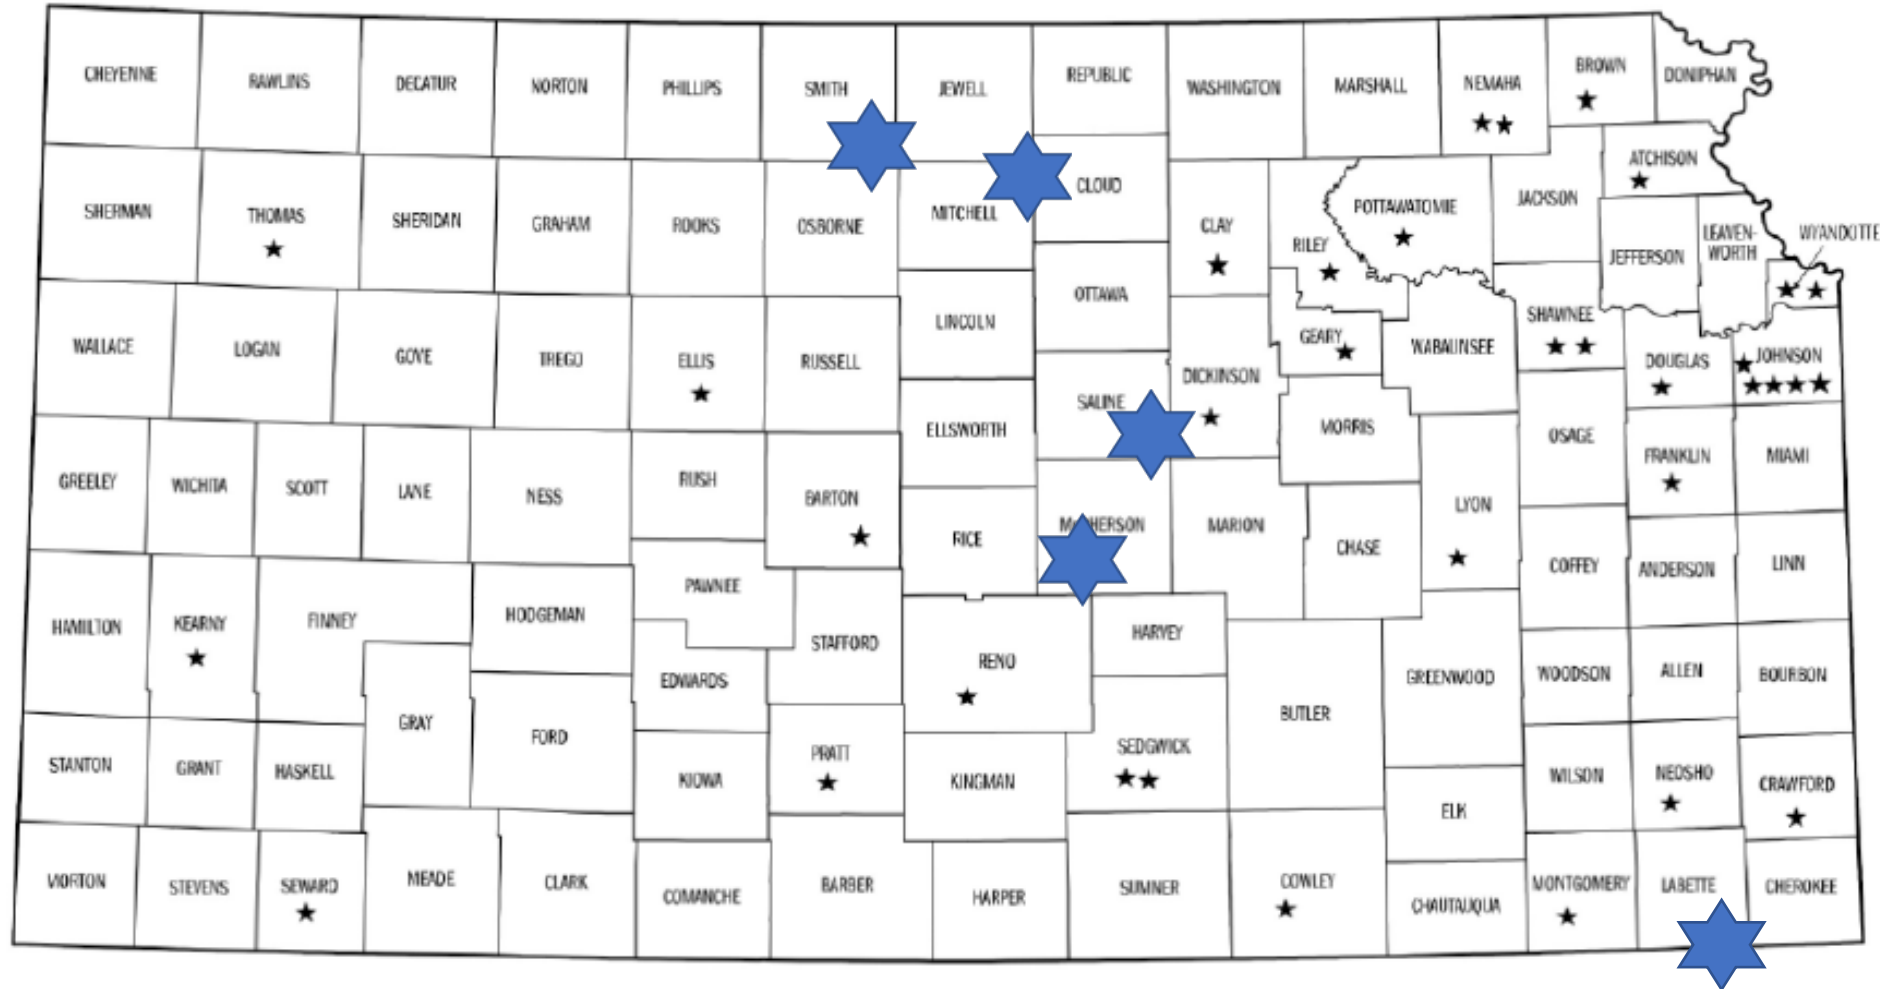 CHEYENNE
RAWLINS
DECATUR
NORTON
PHILLIPS
SMITH
JEWELL
REPUBLIC
WASHINGTON
MARSHALL
NEMAHA
BROWN
DONIPHAN
SHERMAN
THOMAS
SHERIDAN
GRAHAM
ROOKS
OSBORNE
MITCHELL
CLOUD
CLAY
RILEY
POTTAWATOMIE
JACKSON
ATCHISON
JEFFERSON
LEAVEN-
WORTH
WYANDOTTE
WALLACE
LOGAN
GOVE
TREGO
ELLIS
RUSSELL
LINCOLN
OTTAWA
SALINE
DICKINSON
GEARY
WABAUNSEE
SHAWNEE
DOUGLAS
JOHNSON
GREELEY
WICHITA
SCOTT
LANE
NESS
RUSH
BARTON
ELLSWORTH
RICE
MARION
MORRIS
CHASE
LYON
OSAGE
FRANKLIN
MIAMI
HAMILTON
KEARNY
FINNEY
HODGEMAN
PAWNEE
STAFFORD
EDWARDS
RENO
HARVEY
COFFEY
ANDERSON
LINN
STANTON
GRANT
HASKELL
GRAY
FORD
KIOWA
PRATT
KINGMAN
SEDGWICK
BUTLER
GREENWOOD
WOODSON
ALLEN
BOURBON
MORTON
STEVENS
SEWARD
MEADE
CLARK
COMANCHE
BARBER
HARPER
SUMNER
COWLEY
ELK
CHAUTAUQUA
WILSON
NEOSHO
CRAWFORD
MONTGOMERY
LABETTE
CHEROKEE